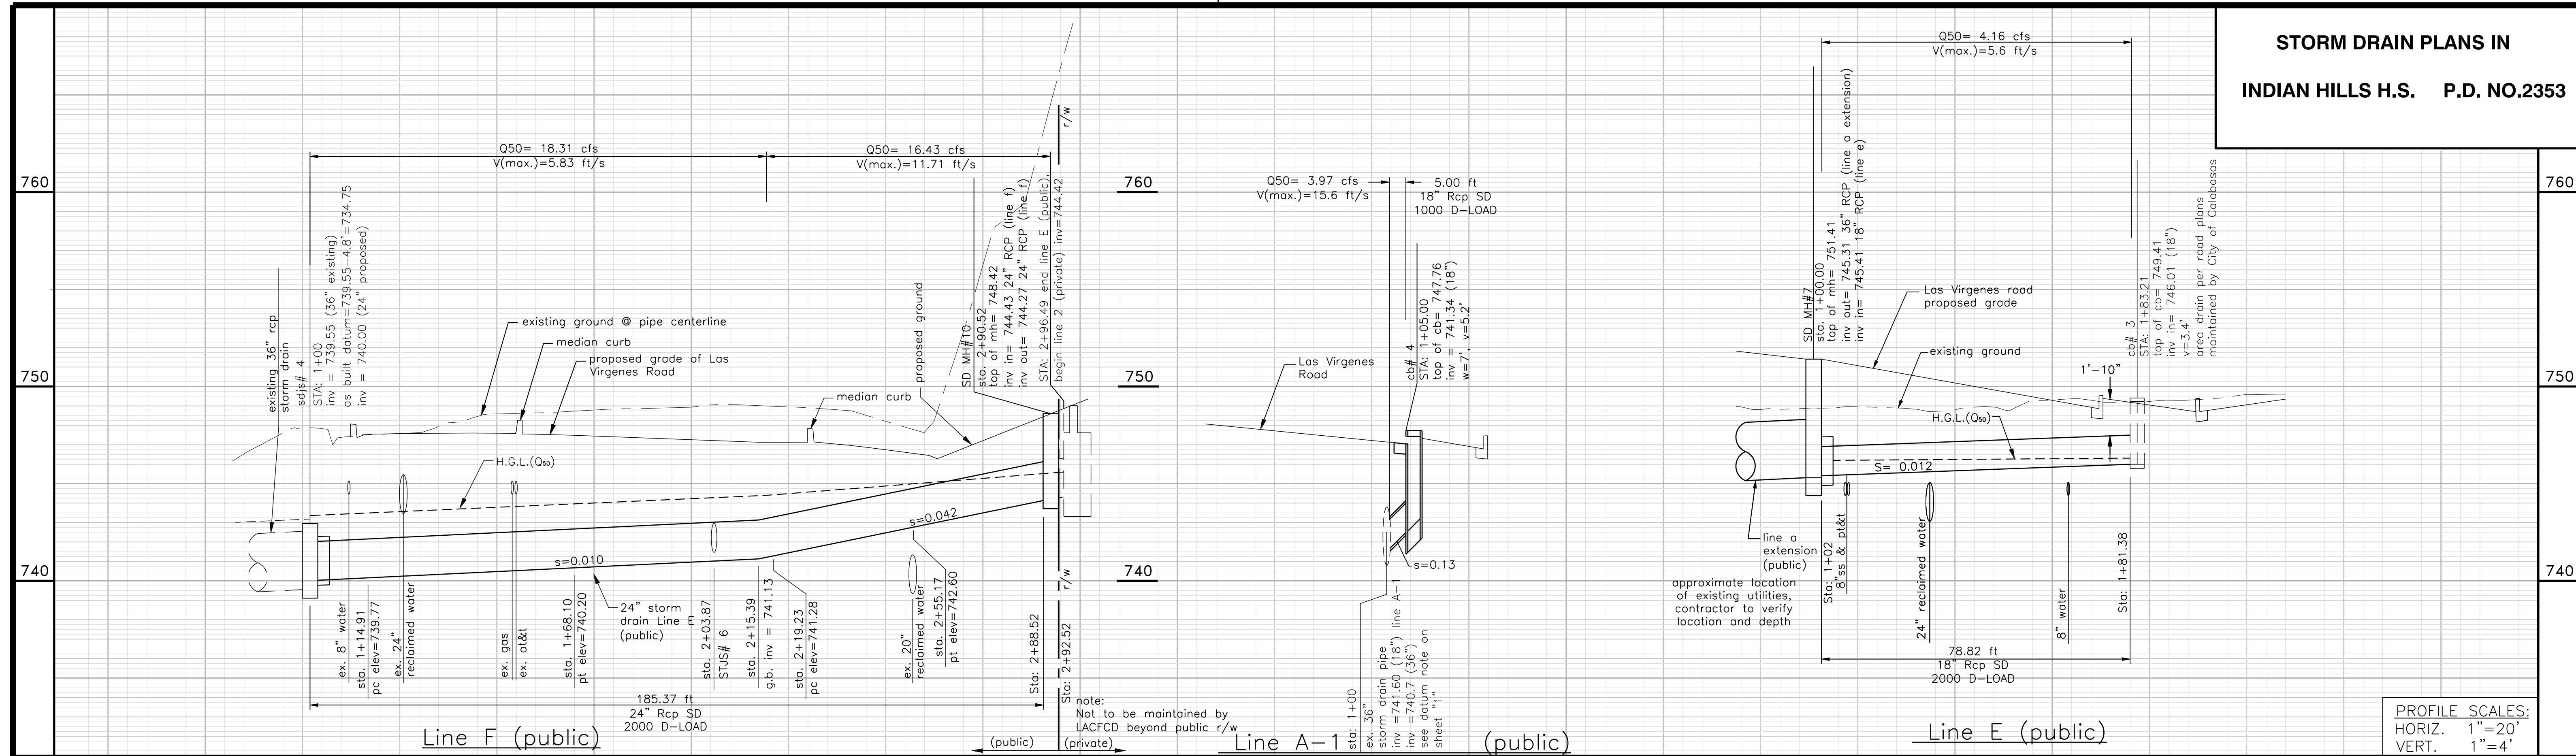 STORM DRAIN PLANS IN
INDIAN HILLS H.S. P.D. NO.2353
760
750
740
Q50= 18.31 cfs
V(max.)=5.83 ft/s
Q50= 16.43 cfs
V(max.)=11.71 ft/s
r/w
existing 36" rcp
storm drain
sdjs# 4
STA: 1+00
inv = 739.55 (36" existing)
as built datum=739.55-4.8'=734.75
inv = 740.00 (24" proposed)
existing ground @ pipe centerline
median curb
proposed grade of Las
Virgenes Road
H.G.L.(Q50)
median curb
proposed ground
SD MH#10
sta. 2+90.52
top of mh= 748.42
inv in= 744.43 24" RCP (line f)
inv out= 744.27 24" RCP (line f)
STA: 2+96.49 end line E (public),
begin line 2 (private) inv=744.42
s=0.010
s=0.042
ex. 8" water
sta. 1+14.91
pc elev=739.77
ex. 24"
reclaimed water
ex. gas
ex. at&t
sta. 1+68.10
pt elev=740.20
24" storm
drain Line E
(public)
sta. 2+03.87
STJS# 6
sta. 2+15.39
g.b. inv = 741.13
sta. 2+19.23
pc elev=741.28
ex. 20"
reclaimed water
sta. 2+55.17
pt elev=742.60
Sta: 2+88.52
Sta: 2+92.52
r/w
185.37 ft
24" Rcp SD
2000 D-LOAD
note:
Not to be maintained by
LACFCD beyond public r/w
(public)
(private)
Line F (public)
760
750
740
Q50= 3.97 cfs
V(max.)=15.6 ft/s
5.00 ft
18" Rcp SD
1000 D-LOAD
cb# 4
STA: 1+05.00
top of cb= 747.76
inv = 741.34 (18")
w=7', v=5.2'
Las Virgenes
Road
s=0.13
sta: 1+00
ex. 36"
storm drain pipe
inv =741.60 (18") line A-1
inv =740.7 (36")
see datum note on
sheet "1"
Line A-1 (public)
Q50= 4.16 cfs
V(max.)=5.6 ft/s
SD MH#7
sta. 1+00.00
top of mh= 751.41
inv out= 745.31 36" RCP (line a extension)
inv in= 745.41 18" RCP (line e)
Las Virgenes road
proposed grade
existing ground
H.G.L.(Q50)
1'-10"
cb# 3
STA: 1+83.21
top of cb= 749.41
inv in= 746.01 (18")
v=3.4'
area drain per road plans
maintained by City of Calabasas
S= 0.012
line a
extension
(public)
approximate location
of existing utilities,
contractor to verify
location and depth
Sta: 1+02
8"ss & pt&t
24" reclaimed water
8" water
Sta: 1+81.38
78.82 ft
18" Rcp SD
2000 D-LOAD
Line E (public)
760
750
740
PROFILE SCALES:
HORIZ. 1"=20'
VERT. 1"=4'